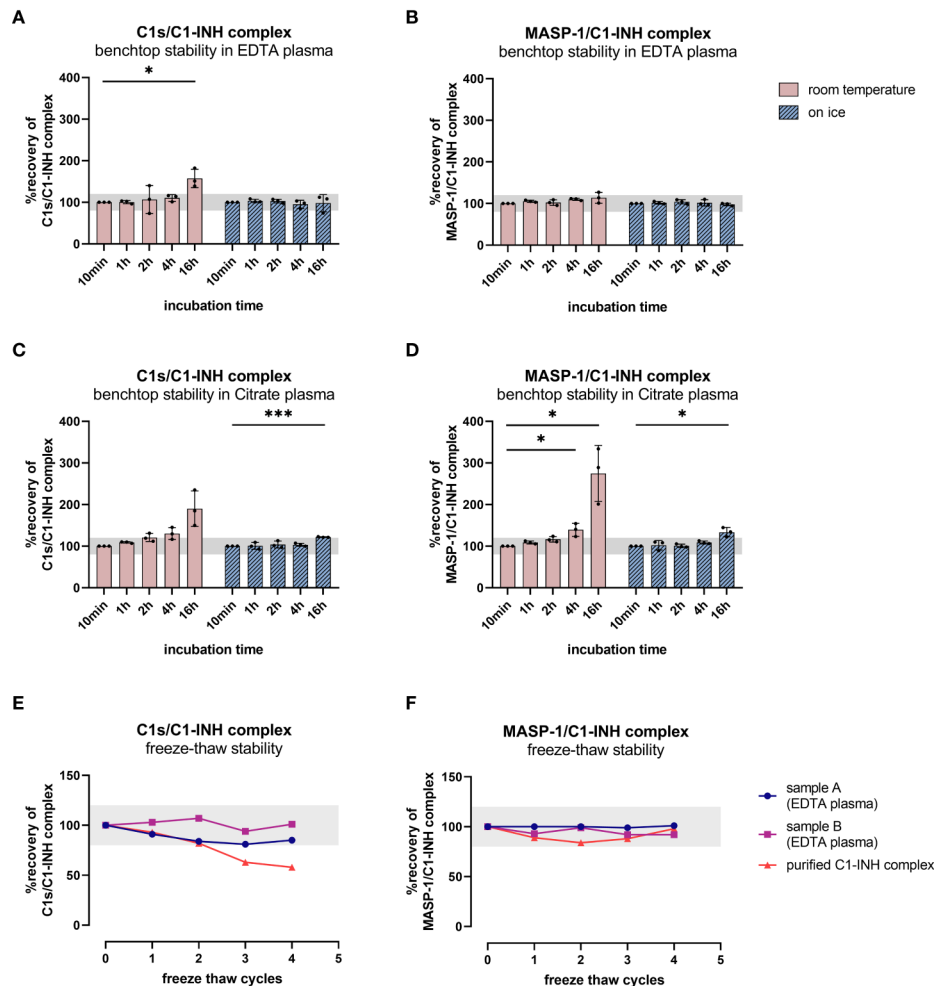 A
C1s/C1-INH complex
benchtop stability in EDTA plasma
*
400
300
200
100
0
%recovery of
C1s/C1-INH complex
10min 1h 2h 4h 16h 10min 1h 2h 4h 16h
incubation time
B
MASP-1/C1-INH complex
benchtop stability in EDTA plasma
400
300
200
100
0
%recovery of
MASP-1/C1-INH complex
10min 1h 2h 4h 16h 10min 1h 2h 4h 16h
incubation time
room temperature
on ice
C
C1s/C1-INH complex
benchtop stability in Citrate plasma
***
400
300
200
100
0
%recovery of
C1s/C1-INH complex
10min 1h 2h 4h 16h 10min 1h 2h 4h 16h
incubation time
D
MASP-1/C1-INH complex
benchtop stability in Citrate plasma
* *
*
400
300
200
100
0
%recovery of
MASP-1/C1-INH complex
10min 1h 2h 4h 16h 10min 1h 2h 4h 16h
incubation time
E
C1s/C1-INH complex
freeze-thaw stability
150
100
50
0
%recovery of
C1s/C1-INH complex
0 1 2 3 4 5
freeze thaw cycles
F
MASP-1/C1-INH complex
freeze-thaw stability
150
100
50
0
%recovery of
MASP-1/C1-INH complex
0 1 2 3 4 5
freeze thaw cycles
sample A
(EDTA plasma)
sample B
(EDTA plasma)
purified C1-INH complex